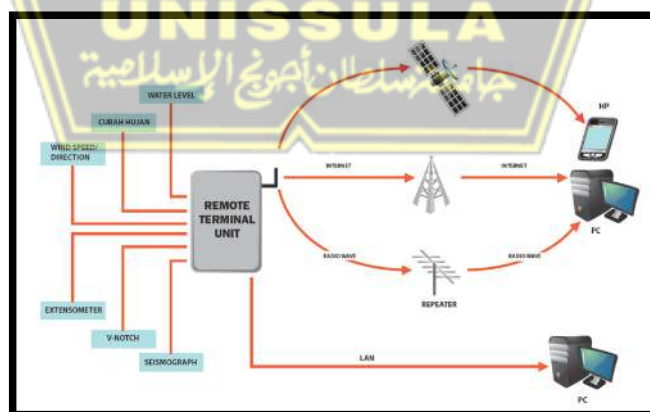 UNISSULA
جامعة سلطان أجونج الإسلامية
WATER LEVEL
CURAH HUJAN
WIND SPEED/
DIRECTION
REMOTE
TERMINAL
UNIT
EXTENSOMETER
V-NOTCH
SEISMOGRAPH
INTERNET
INTERNET
RADIO WAVE
RADIO WAVE
REPEATER
LAN
HP
PC
PC